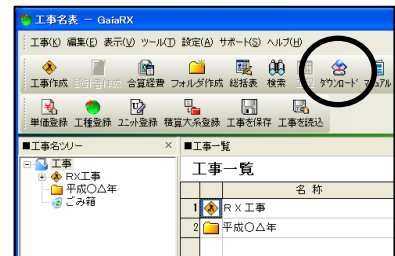 工事名表 － GaiaRX
工事(K) 編集(E) 表示(V) ツール(T) 設定(A) サポート(S) ヘルプ(H)
工事作成 合算経費 フォルダ作成 総括表 検索 ダウンロード マニュアル
単価登録 工種登録 ユニット登録 積算大系登録 工事を保存 工事を読込
■工事名ツリー ×
工事
RX工事
平成〇△年
ごみ箱
■工事一覧
工事一覧
名 称
1 ＲＸ工事
2 平成〇△年